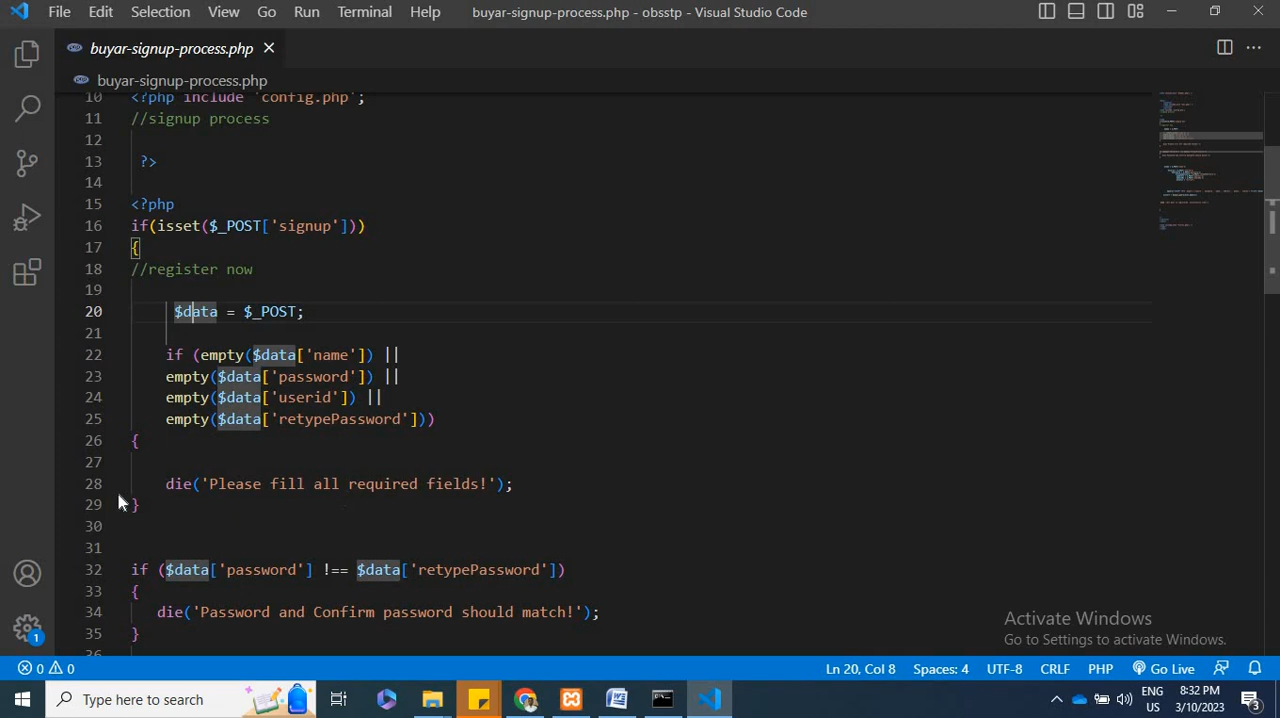 File Edit Selection View Go Run Terminal Help buyar-signup-process.php - obsstp - Visual Studio Code
buyar-signup-process.php
buyar-signup-process.php
10 <?php include 'config.php';
11 //signup process
12
13 ?>
14
15 <?php
16 if(isset($_POST['signup']))
17 {
18 //register now
19
20 $data = $_POST;
21
22 if (empty($data['name']) ||
23 empty($data['password']) ||
24 empty($data['userid']) ||
25 empty($data['retypePassword']))
26 {
27
28 die('Please fill all required fields!');
29 }
30
31
32 if ($data['password'] !== $data['retypePassword'])
33 {
34 die('Password and Confirm password should match!');
35 }
36
Activate Windows
Go to Settings to activate Windows.
1
0 0 Ln 20, Col 8 Spaces: 4 UTF-8 CRLF PHP Go Live
Type here to search ENG 8:32 PM
US 3/10/2023 3